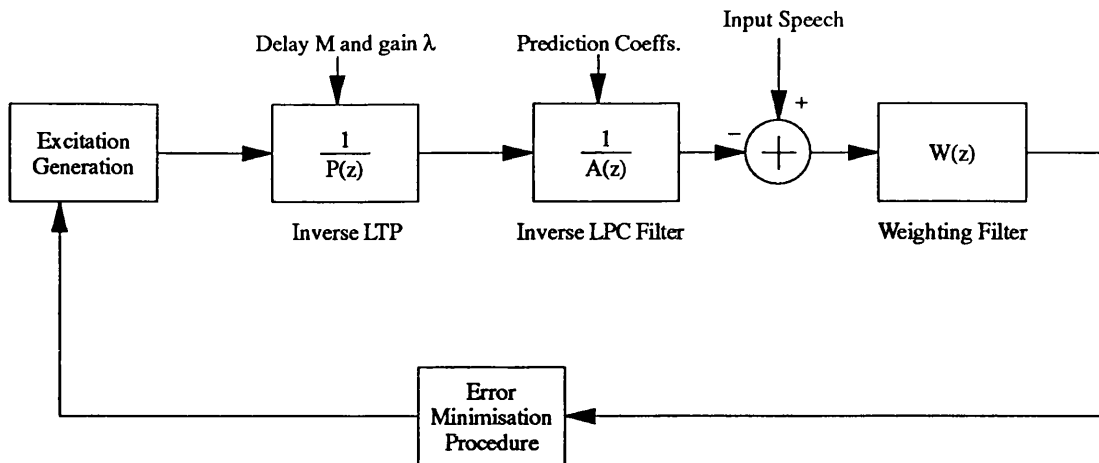 Input Speech
Delay M and gain λ
Prediction Coeffs.
+
Excitation
Generation
1
P(z)
1
A(z)
−
+
W(z)
Inverse LTP
Inverse LPC Filter
Weighting Filter
Error
Minimisation
Procedure